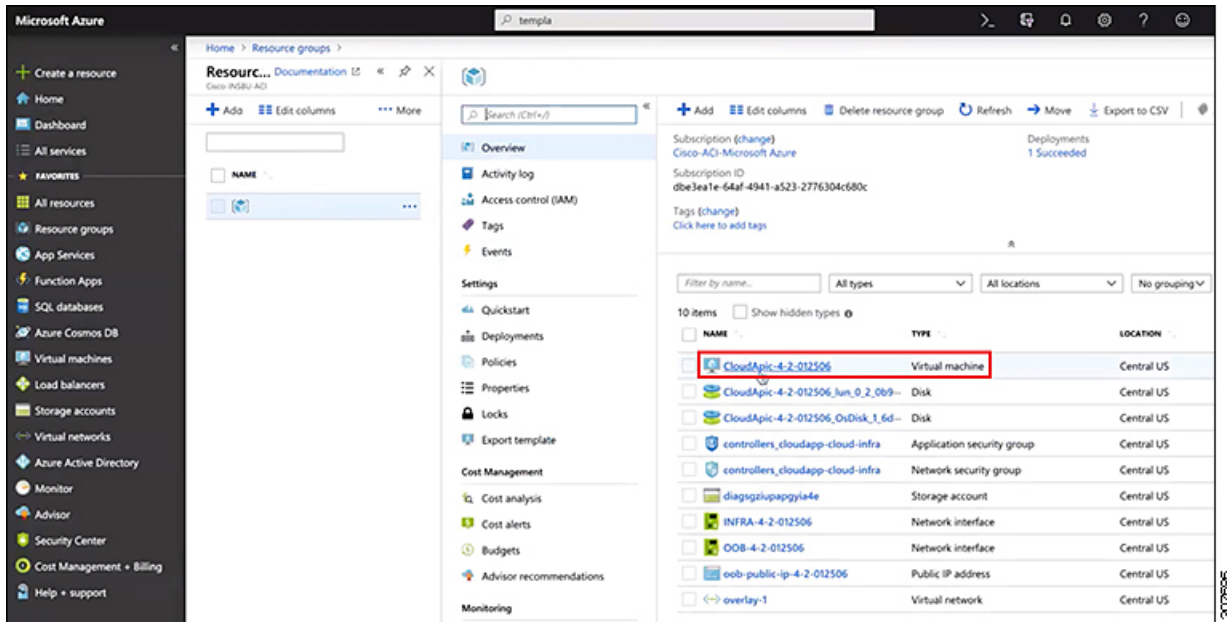 Microsoft Azure
templa
Create a resource
Home
Dashboard
All services
FAVORITES
All resources
Resource groups
App Services
Function Apps
SQL databases
Azure Cosmos DB
Virtual machines
Load balancers
Storage accounts
Virtual networks
Azure Active Directory
Monitor
Advisor
Security Center
Cost Management + Billing
Help + support
Home > Resource groups >
Resourc... Documentation
Cisco-INSBU-ACI
Add Edit columns ••• More
NAME
Search (Ctrl+/)
Overview
Activity log
Access control (IAM)
Tags
Events
Settings
Quickstart
Deployments
Policies
Properties
Locks
Export template
Cost Management
Cost analysis
Cost alerts
Budgets
Advisor recommendations
Monitoring
Add Edit columns Delete resource group Refresh Move Export to CSV
Subscription (change)
Cisco-ACI-Microsoft Azure
Deployments
1 Succeeded
Subscription ID
dbe3ea1e-64af-4941-a523-2776304c680c
Tags (change)
Click here to add tags
Filter by name... All types All locations No grouping
10 items Show hidden types
NAME TYPE LOCATION
CloudApic-4-2-012506 Virtual machine Central US
CloudApic-4-2-012506_lun_0_2_0b9-- Disk Central US
CloudApic-4-2-012506_OsDisk_1_6d-- Disk Central US
controllers_cloudapp-cloud-infra Application security group Central US
controllers_cloudapp-cloud-infra Network security group Central US
diagsgziupapgyia4e Storage account Central US
INFRA-4-2-012506 Network interface Central US
OOB-4-2-012506 Network interface Central US
oob-public-ip-4-2-012506 Public IP address Central US
overlay-1 Virtual network Central US